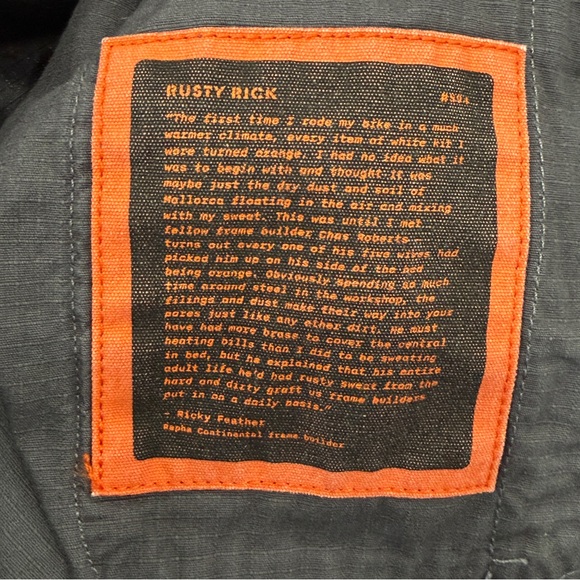 RUSTY RICK #594
"The first time I rode my bike in a much
warmer climate, every item of white kit I
wore turned orange. I had no idea what it
was to begin with and thought it was
maybe just the dry dust and soil of
Mallorca floating in the air and mixing
with my sweat. This was until I met
fellow frame builder Chas Roberts -
turns out every one of his five wives had
picked him up on his side of the bed
being orange. Obviously spending so much
time around steel in the workshop, the
filings and dust make their way into your
pores just like any other dirt. He must
have had more brass to cover the central
heating bills than I did to be sweating
in bed, but he explained that his entire
adult life he'd had rusty sweat from the
hard and dirty graft us frame builders
put in on a daily basis."
- Ricky Feather
Rapha Continental frame builder